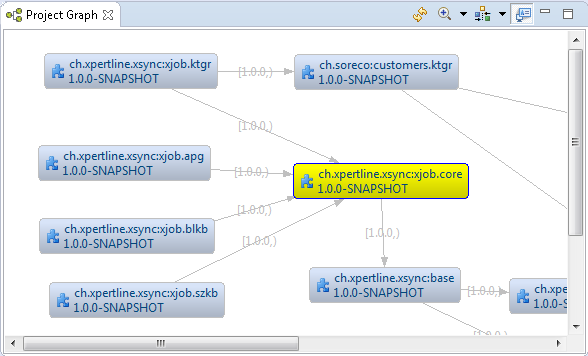 Project Graph
ch.xpertline.xsync:xjob.ktgr
1.0.0-SNAPSHOT
[1.0.0,)
ch.soreco:customers.ktgr
1.0.0-SNAPSHOT
[1.0.0,)
ch.xpertline.xsync:xjob.apg
1.0.0-SNAPSHOT
[1.0.0,)
ch.xpertline.xsync:xjob.core
1.0.0-SNAPSHOT
ch.xpertline.xsync:xjob.blkb
1.0.0-SNAPSHOT
[1.0.0,)
[1.0.0,)
[1.0.0,)
ch.xpertline.xsync:xjob.szkb
1.0.0-SNAPSHOT
ch.xpertline.xsync:base
1.0.0-SNAPSHOT
[1.0.0,)
ch.xpe
1.0.0-S
[1.0.0,)